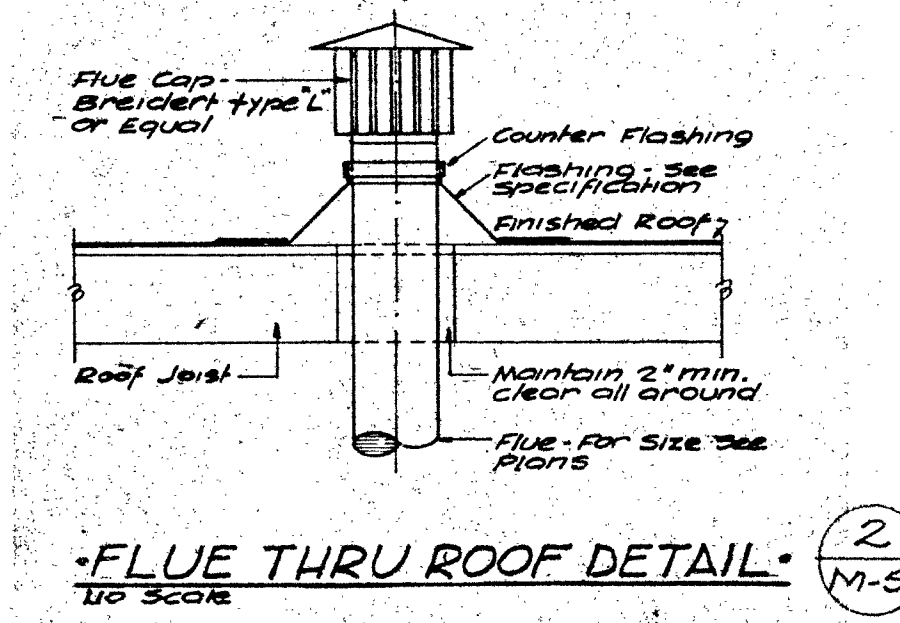 Flue Cap-
Breidert type "L"
or Equal
Counter Flashing
Flashing - See
specification
Finished Roof
Roof Joist
Maintain 2" min.
clear all around
Flue - For Size See
Plans
·FLUE THRU ROOF DETAIL·
No Scale
2
M-5